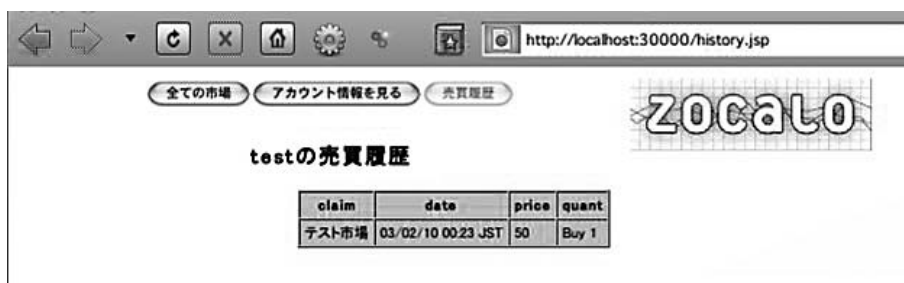 http://localhost:30000/history.jsp
全ての市場 アカウント情報を見る 売買履歴
zocalo
testの売買履歴
claim date price quant
テスト市場 03/02/10 00:23 JST 50 Buy 1